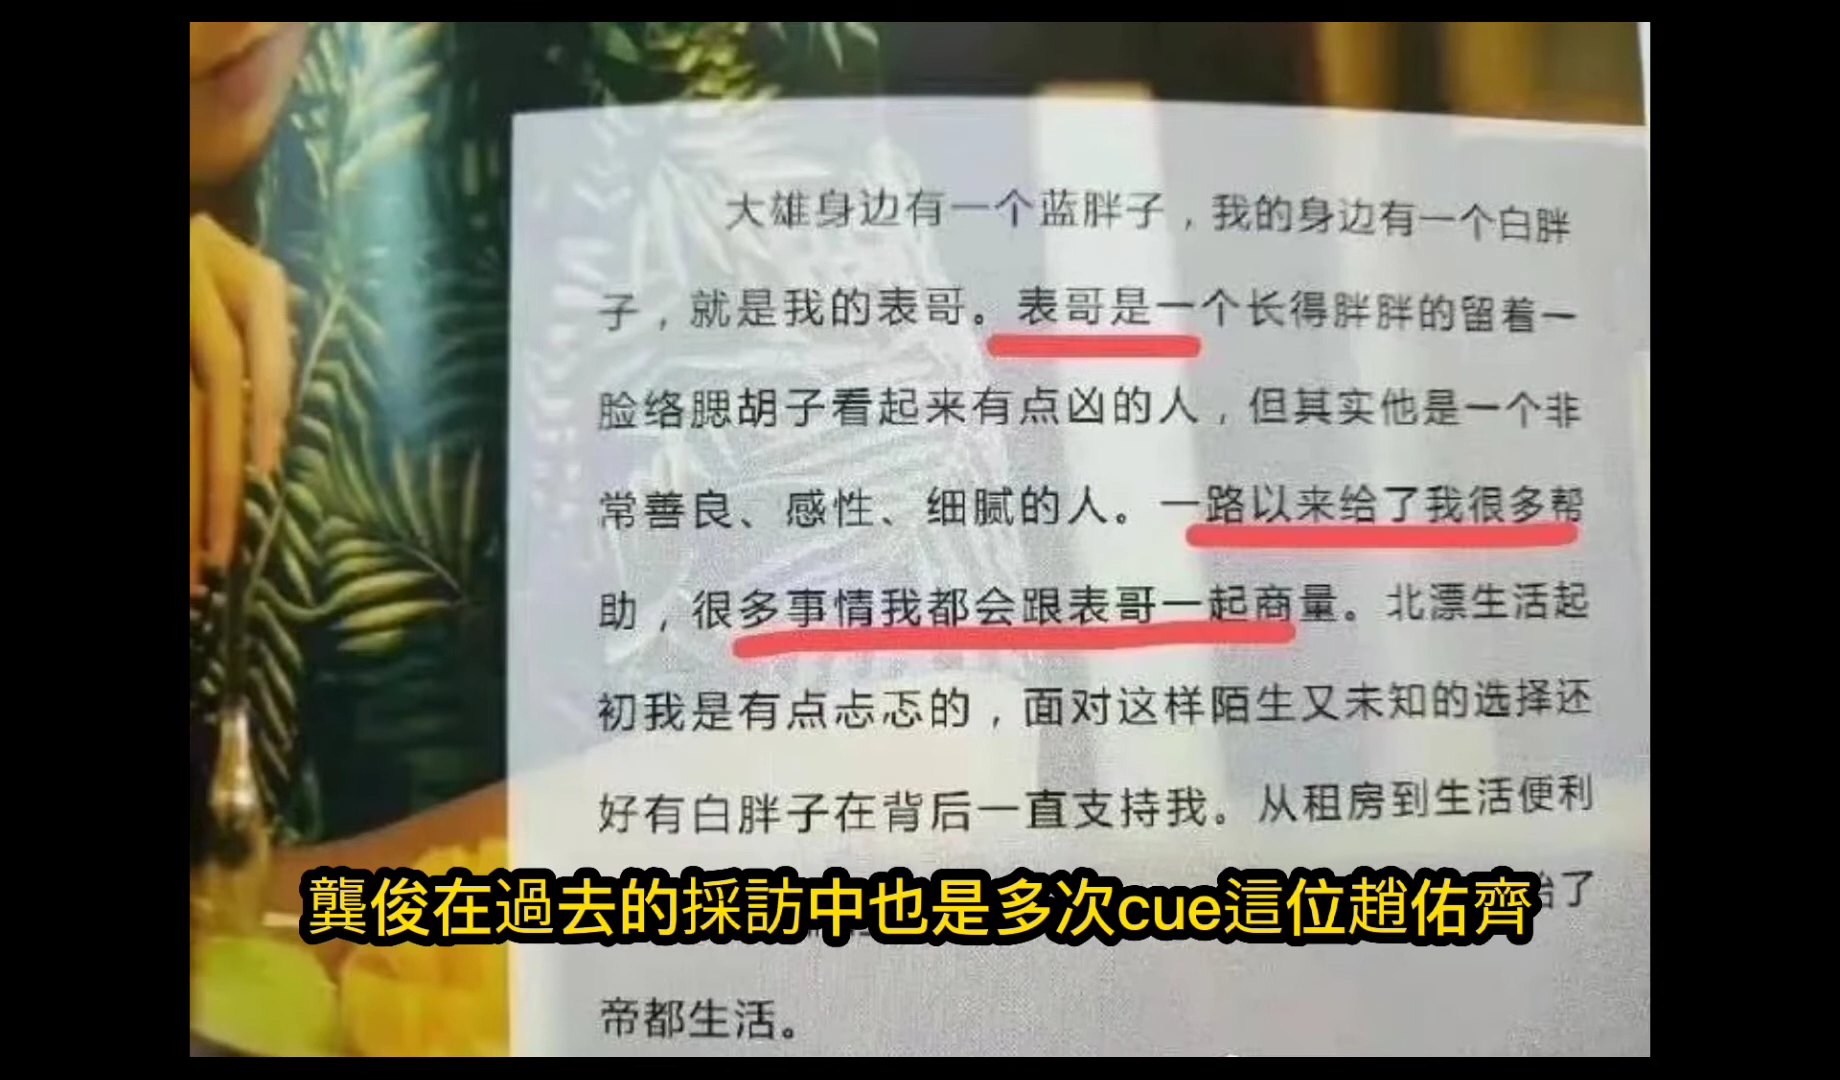 大雄身边有一个蓝胖子，我的身边有一个白胖
子，就是我的表哥。表哥是一个长得胖胖的留着一
脸络腮胡子看起来有点凶的人，但其实他是一个非
常善良、感性、细腻的人。一路以来给了我很多帮
助，很多事情我都会跟表哥一起商量。北漂生活起
初我是有点忐忑的，面对这样陌生又未知的选择还
好有白胖子在背后一直支持我。从租房到生活便利
龔俊在過去的採訪中也是多次cue這位趙佑齊
帝都生活。